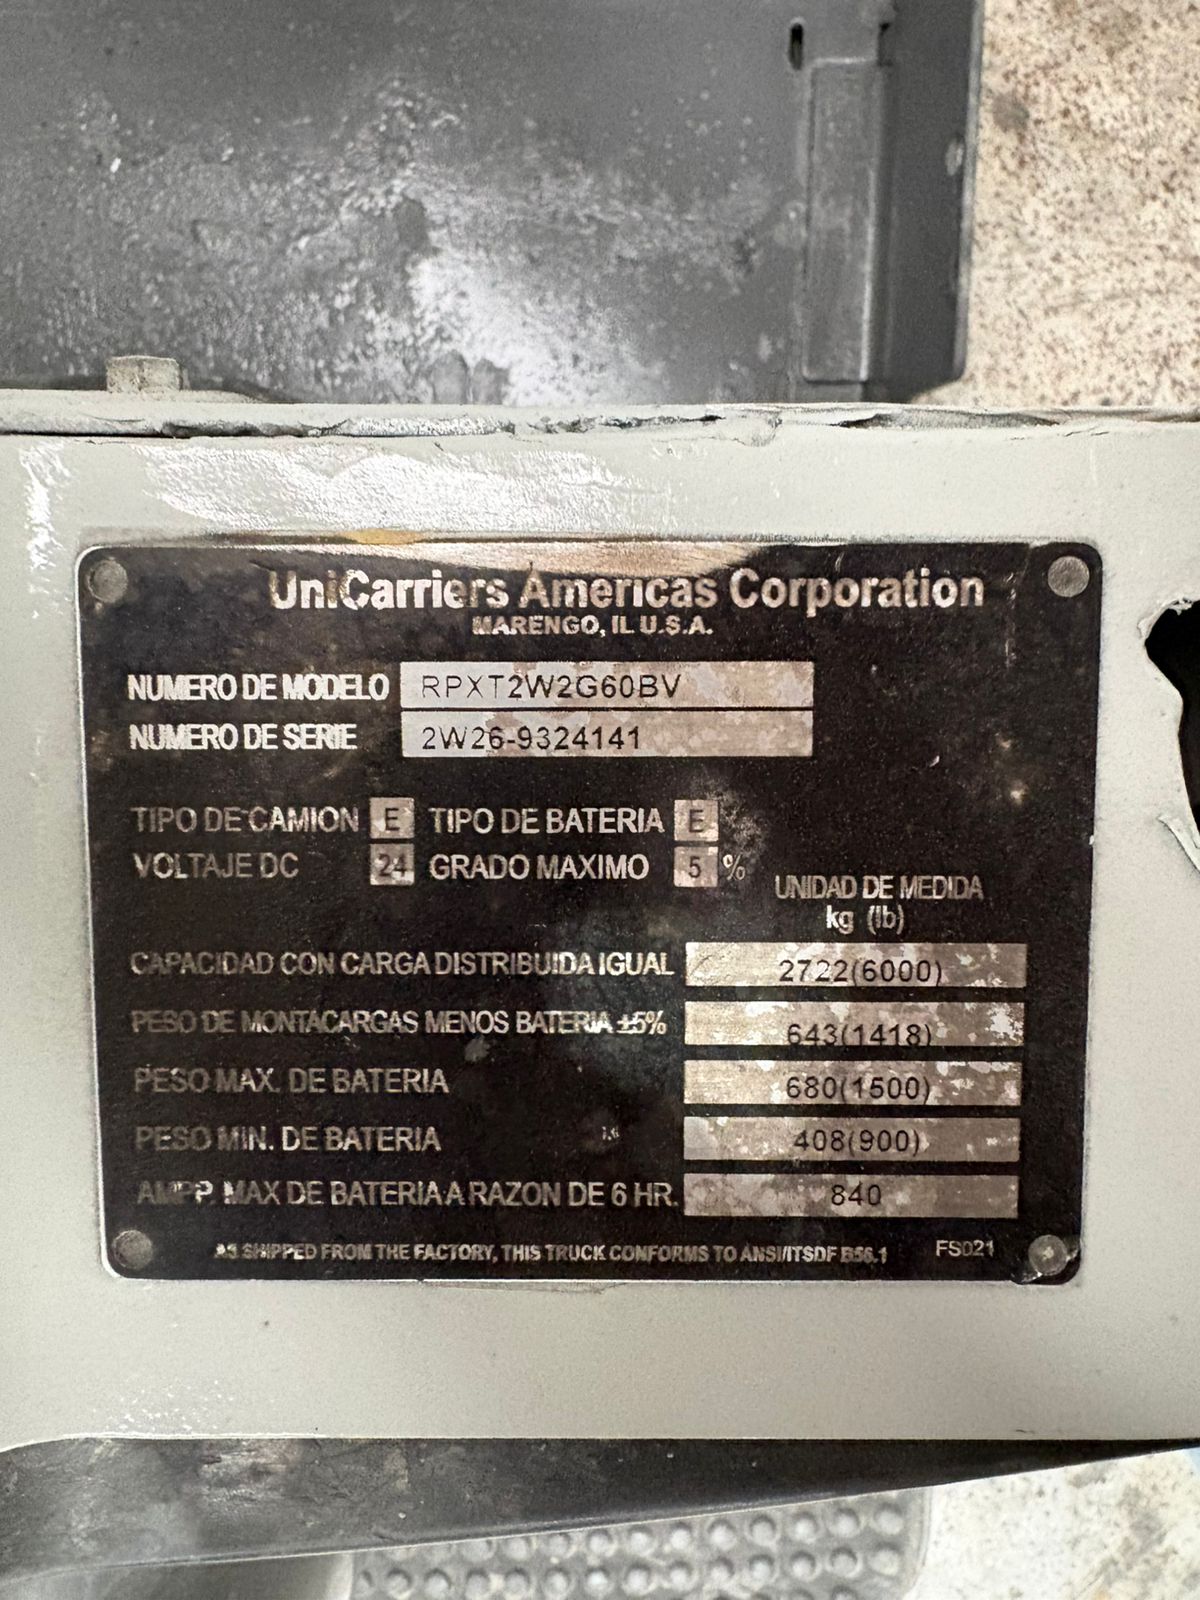 UniCarriers Americas Corporation
MARENGO, IL U.S.A.
NUMERO DE MODELO RPXT2W2G60BV
NUMERO DE SERIE 2W26-9324141
TIPO DE CAMION E TIPO DE BATERIA E
VOLTAJE DC 24 GRADO MAXIMO 5 %
UNIDAD DE MEDIDA
kg (lb)
CAPACIDAD CON CARGA DISTRIBUIDA IGUAL 2722(6000)
PESO DE MONTACARGAS MENOS BATERIA ±5% 643(1418)
PESO MAX. DE BATERIA 680(1500)
PESO MIN. DE BATERIA 408(900)
AMPP. MAX DE BATERIA A RAZON DE 6 HR. 840
AS SHIPPED FROM THE FACTORY, THIS TRUCK CONFORMS TO ANSI/ITSDF B56.1 FS021